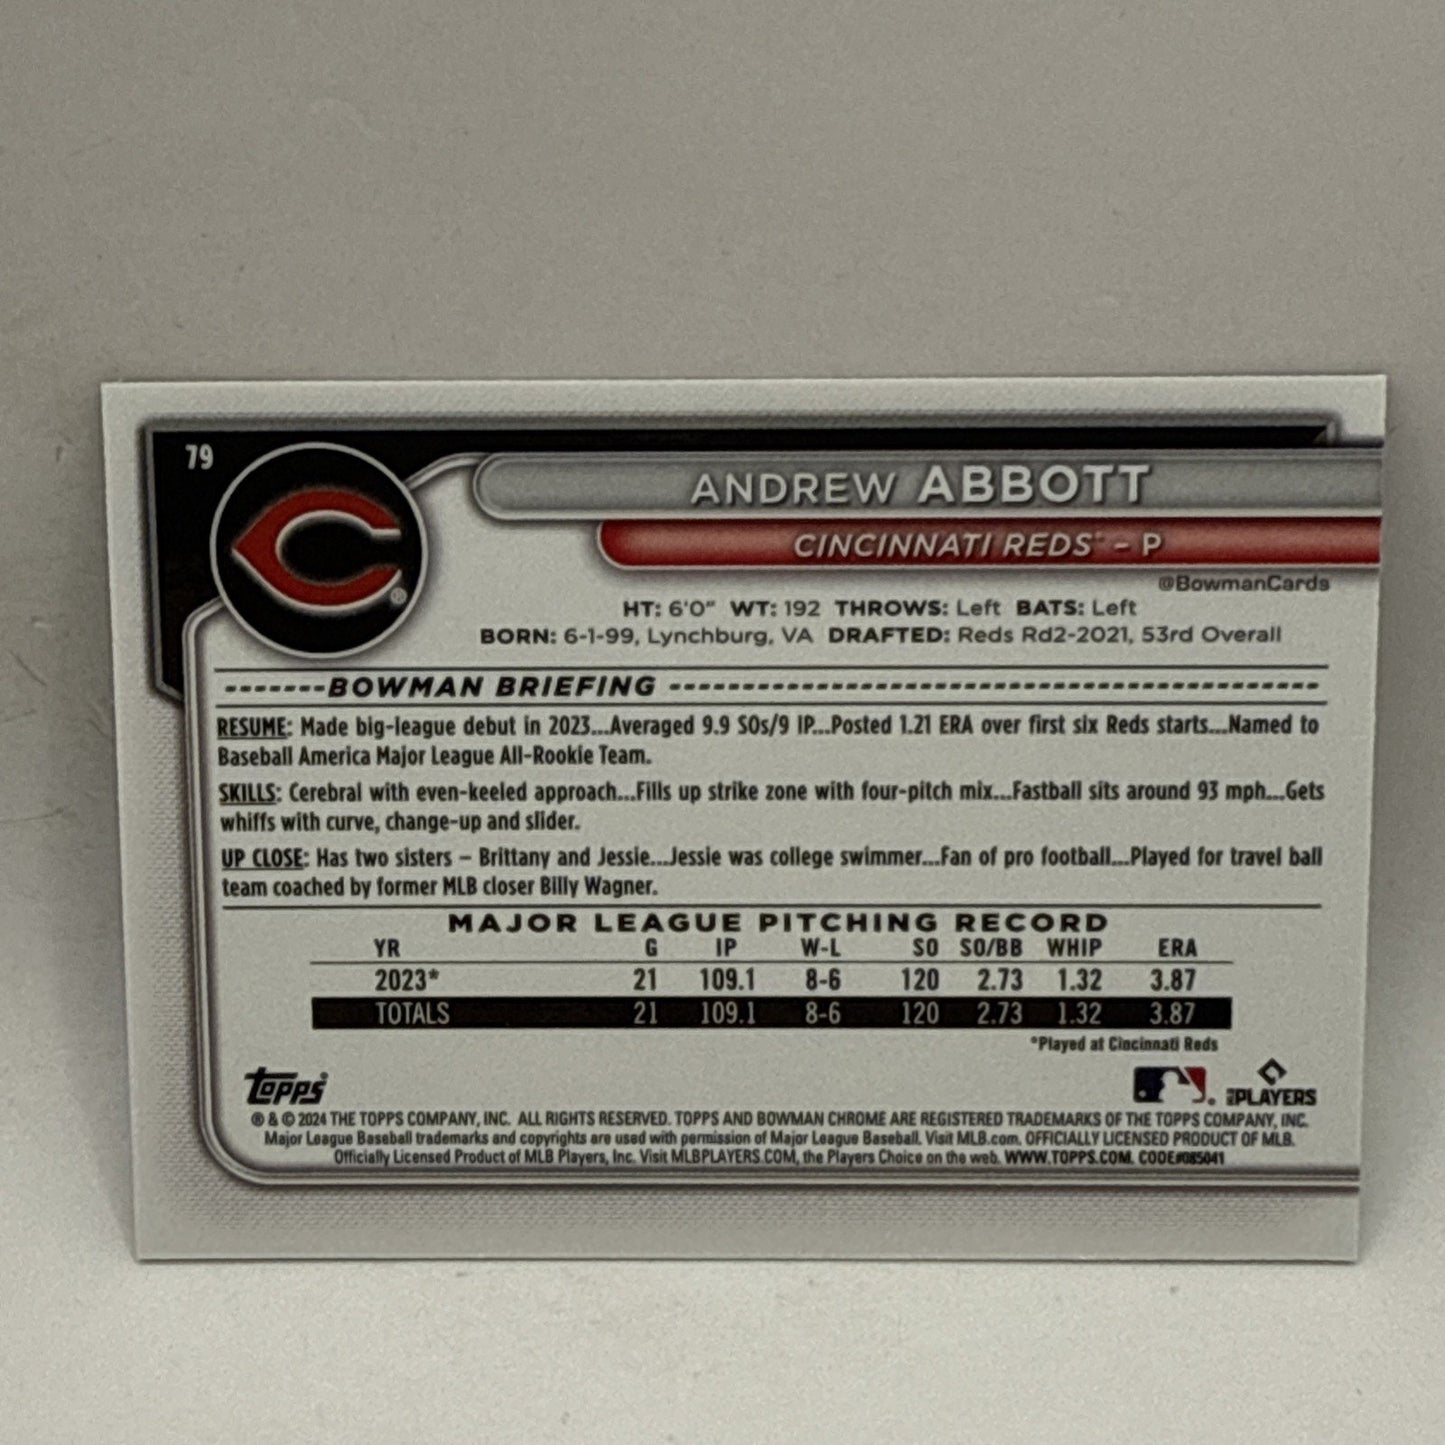 79
ANDREW ABBOTT
CINCINNATI REDS - P
@BowmanCards
HT: 6'0" WT: 192 THROWS: Left BATS: Left
BORN: 6-1-99, Lynchburg, VA DRAFTED: Reds Rd2-2021, 53rd Overall
BOWMAN BRIEFING
RESUME: Made big-league debut in 2023...Averaged 9.9 SOs/9 IP...Posted 1.21 ERA over first six Reds starts...Named to
Baseball America Major League All-Rookie Team.
SKILLS: Cerebral with even-keeled approach...Fills up strike zone with four-pitch mix...Fastball sits around 93 mph...Gets
whiffs with curve, change-up and slider.
UP CLOSE: Has two sisters – Brittany and Jessie...Jessie was college swimmer...Fan of pro football...Played for travel ball
team coached by former MLB closer Billy Wagner.
MAJOR LEAGUE PITCHING RECORD
YR G IP W-L SO SO/BB WHIP ERA
2023* 21 109.1 8-6 120 2.73 1.32 3.87
TOTALS 21 109.1 8-6 120 2.73 1.32 3.87
*Played at Cincinnati Reds
Topps
PLAYERS
® & © 2024 THE TOPPS COMPANY, INC. ALL RIGHTS RESERVED. TOPPS AND BOWMAN CHROME ARE REGISTERED TRADEMARKS OF THE TOPPS COMPANY, INC.
Major League Baseball trademarks and copyrights are used with permission of Major League Baseball. Visit MLB.com. OFFICIALLY LICENSED PRODUCT OF MLB.
Officially Licensed Product of MLB Players, Inc. Visit MLBPLAYERS.COM, the Players Choice on the web. WWW.TOPPS.COM. CODE#085041